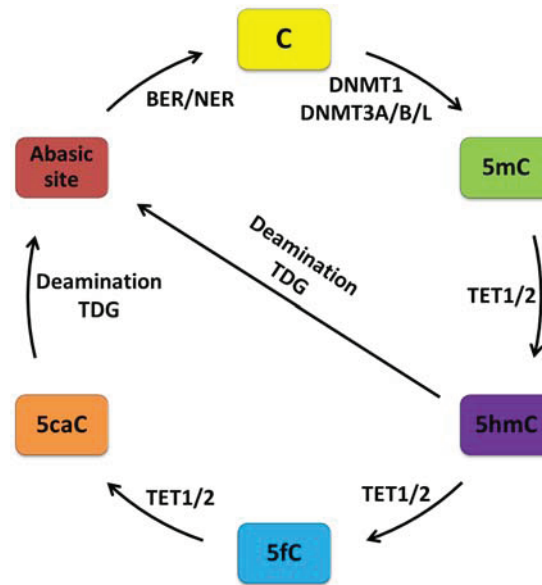 C
DNMT1
DNMT3A/B/L
BER/NER
Abasic
site
5mC
Deamination
TDG
Deamination
TDG
TET1/2
5caC
5hmC
TET1/2
TET1/2
5fC